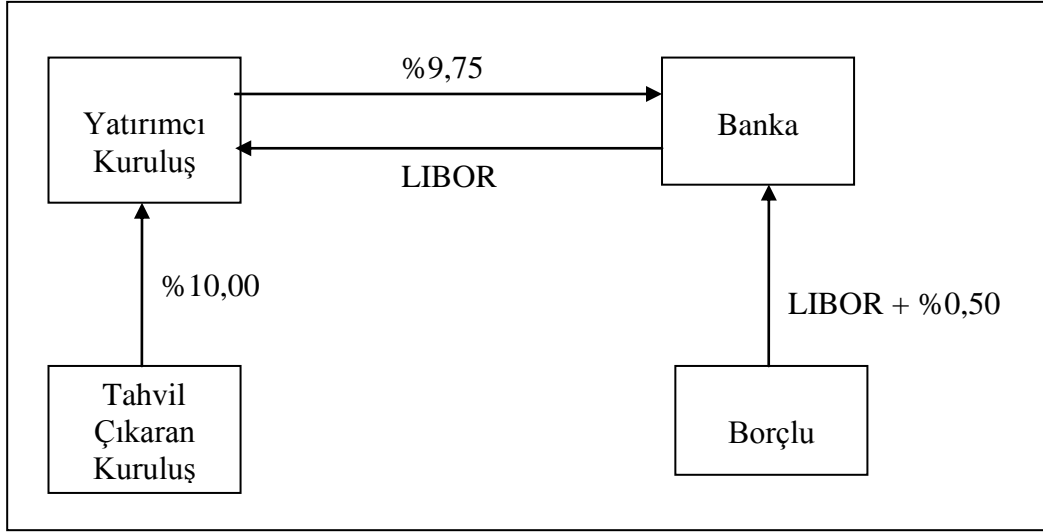 %9,75
Yatırımcı
Kuruluş
Banka
LIBOR
%10,00
LIBOR + %0,50
Tahvil
Çıkaran
Kuruluş
Borçlu